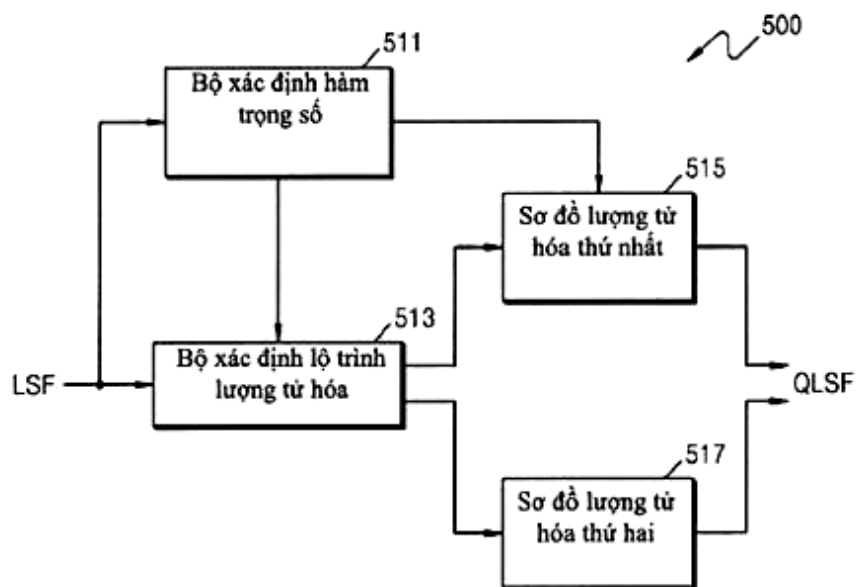 500
511
Bộ xác định hàm
trọng số
515
Sơ đồ lượng tử
hóa thứ nhất
513
Bộ xác định lộ trình
lượng tử hóa
LSF
QLSF
517
Sơ đồ lượng tử
hóa thứ hai